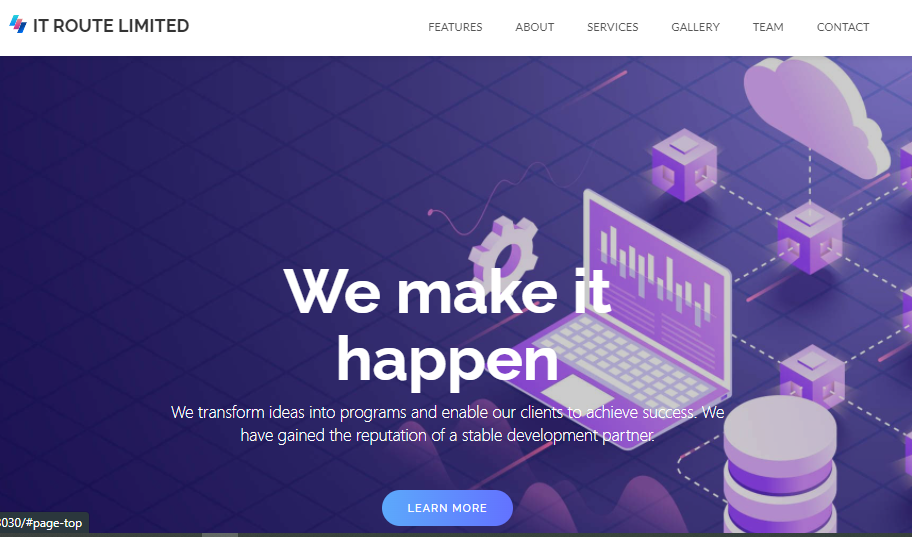 IT ROUTE LIMITED
FEATURES ABOUT SERVICES GALLERY TEAM CONTACT
We make it
happen
We transform ideas into programs and enable our clients to achieve success. We
have gained the reputation of a stable development partner.
LEARN MORE
030/#page-top